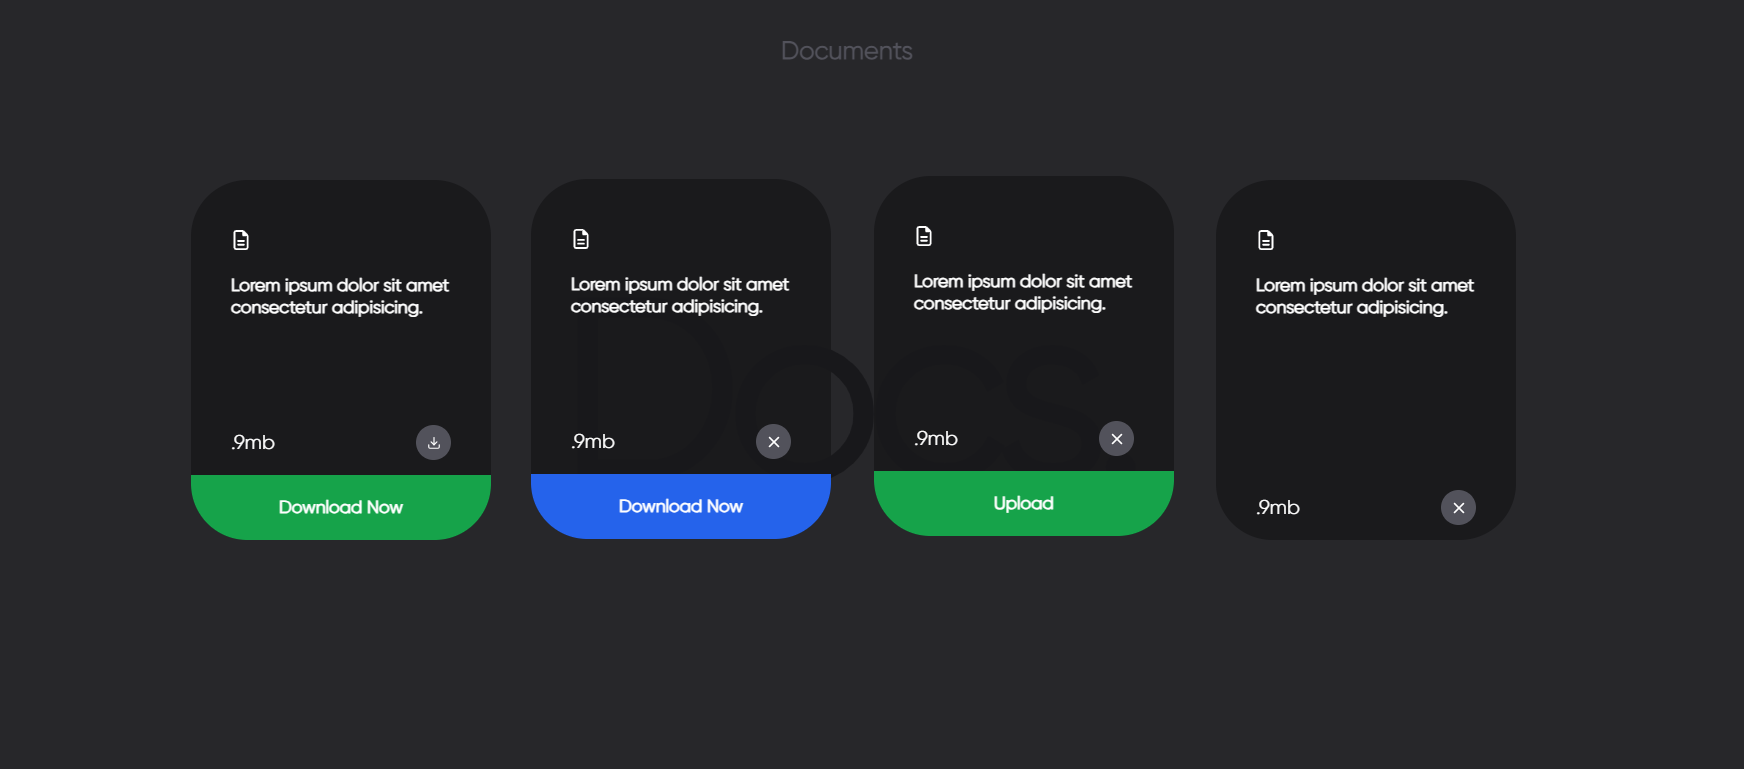 Documents
Docs
Lorem ipsum dolor sit amet
consectetur adipisicing.
.9mb
Download Now
Lorem ipsum dolor sit amet
consectetur adipisicing.
.9mb
Download Now
Lorem ipsum dolor sit amet
consectetur adipisicing.
.9mb
Upload
Lorem ipsum dolor sit amet
consectetur adipisicing.
.9mb